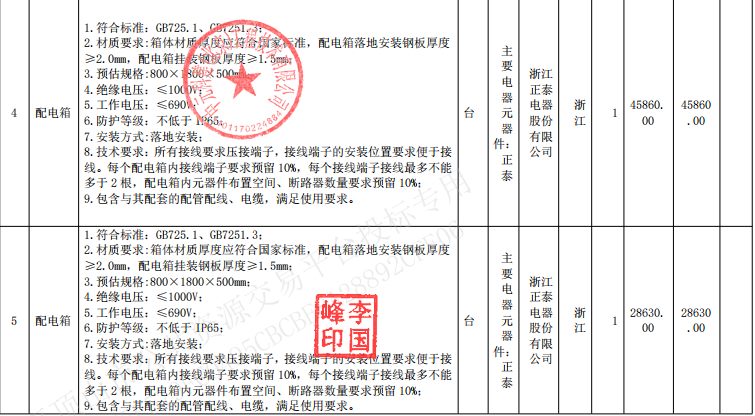 4
配电箱
1.符合标准：GB725.1、GB7251.3；
2.材质要求:箱体材质厚度应符合国家标准，配电箱落地安装钢板厚度
≥2.0mm，配电箱挂装钢板厚度≥1.5mm；
3.预估规格:800×1800×500mm；
4.绝缘电压：≤1000V；
5.工作电压：≤690V；
6.防护等级：不低于 IP65；
7.安装方式:落地安装；
8.技术要求：所有接线要求压接端子，接线端子的安装位置要求便于接
线。每个配电箱内接线端子要求预留 10%，每个接线端子接线最多不能
多于 2 根，配电箱内元器件布置空间、断路器数量要求预留 10%；
9.包含与其配套的配管配线、电缆，满足使用要求。
台
主要电器元件：正泰
浙江
正泰
电器
股份
有限
公司
浙
江
1
45860
.00
45860
.00
01170224884
5
配电箱
1.符合标准：GB725.1、GB7251.3；
2.材质要求:箱体材质厚度应符合国家标准，配电箱落地安装钢板厚度
≥2.0mm，配电箱挂装钢板厚度≥1.5mm；
3.预估规格:800×1800×500mm；
4.绝缘电压：≤1000V；
5.工作电压：≤690V；
6.防护等级：不低于 IP65；
7.安装方式:落地安装；
8.技术要求：所有接线要求压接端子，接线端子的安装位置要求便于接
线。每个配电箱内接线端子要求预留 10%，每个接线端子接线最多不能
多于 2 根，配电箱内元器件布置空间、断路器数量要求预留 10%；
9.包含与其配套的配管配线、电缆，满足使用要求。
台
主要电器元件：正泰
浙江
正泰
电器
股份
有限
公司
浙
江
1
28630
.00
28630
.00
李国峰印
资源交易平台投标专用